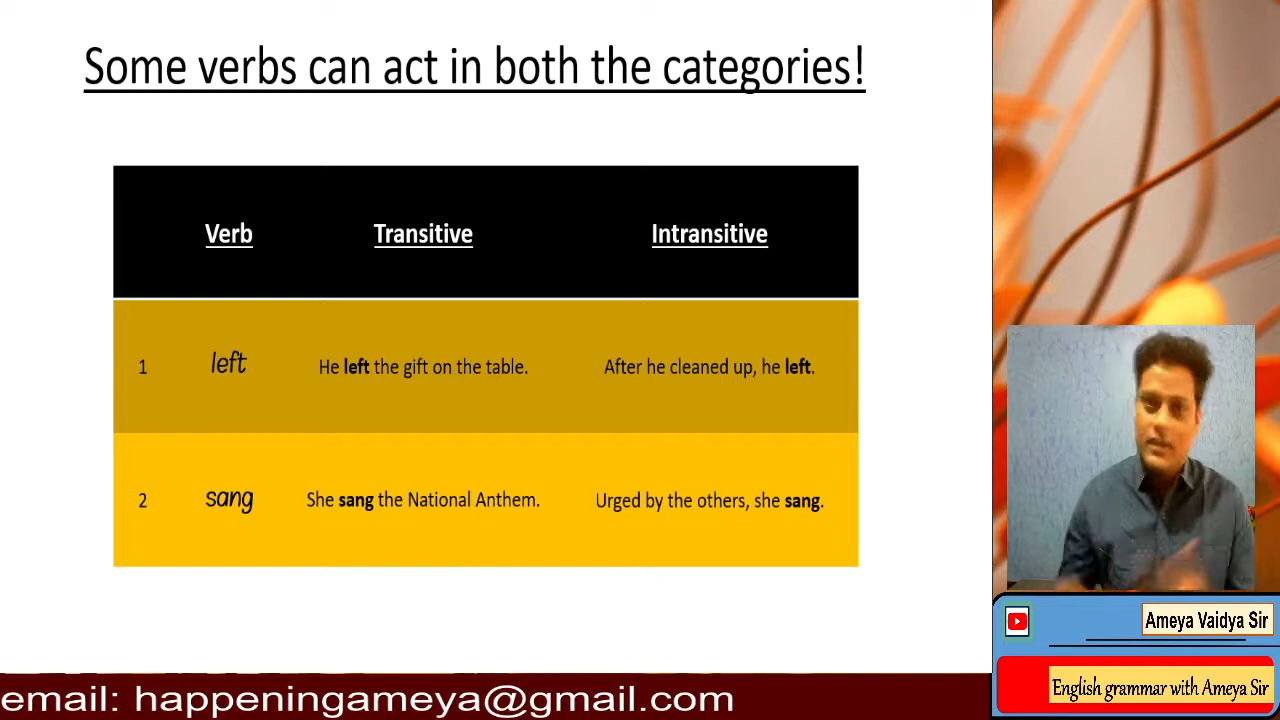 Some verbs can act in both the categories!
Verb Transitive Intransitive
1 left He left the gift on the table. After he cleaned up, he left.
2 sang She sang the National Anthem. Urged by the others, she sang.
Ameya Vaidya Sir
English grammar with Ameya Sir
email: happeningameya@gmail.com